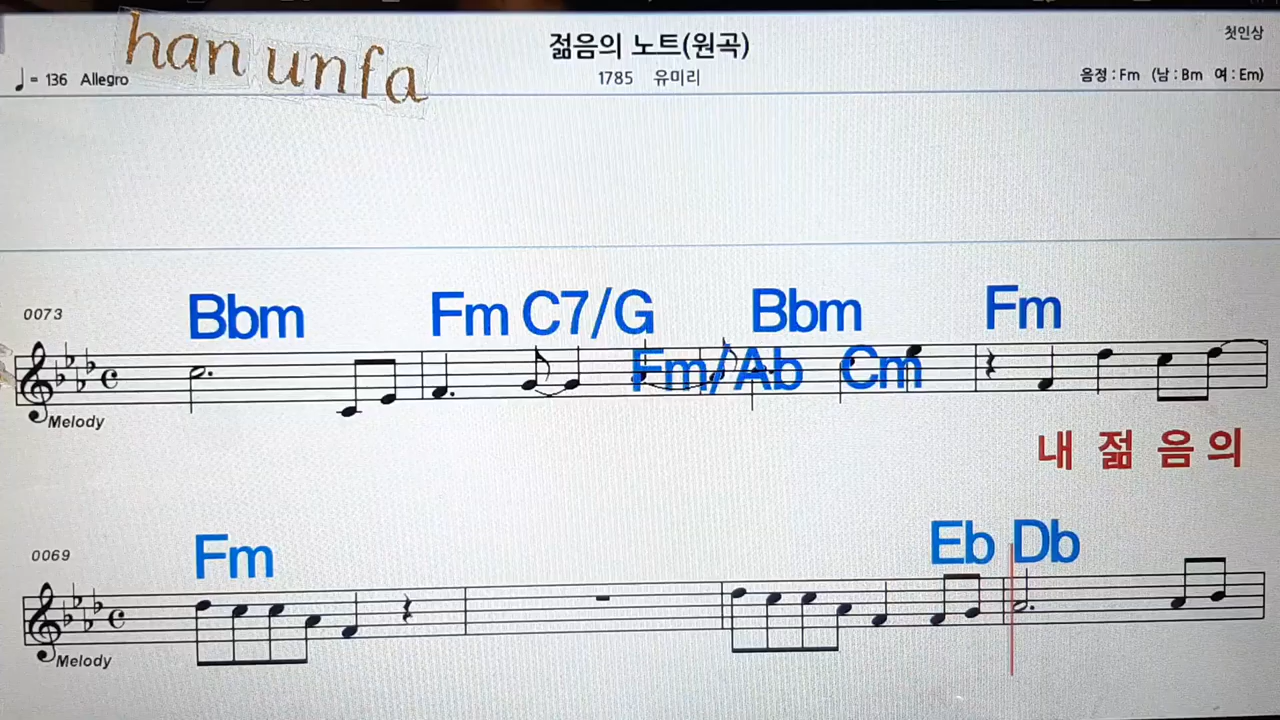 han unfa
젊음의 노트(원곡)
첫인상
♩= 136 Allegro
1785 유미리
음정 : Fm (남 : Bm 여 : Em)
0073
Bbm Fm C7/G Bbm Fm
Fm/Ab Cm
Melody
내 젊 음 의
0069
Fm Eb Db
Melody